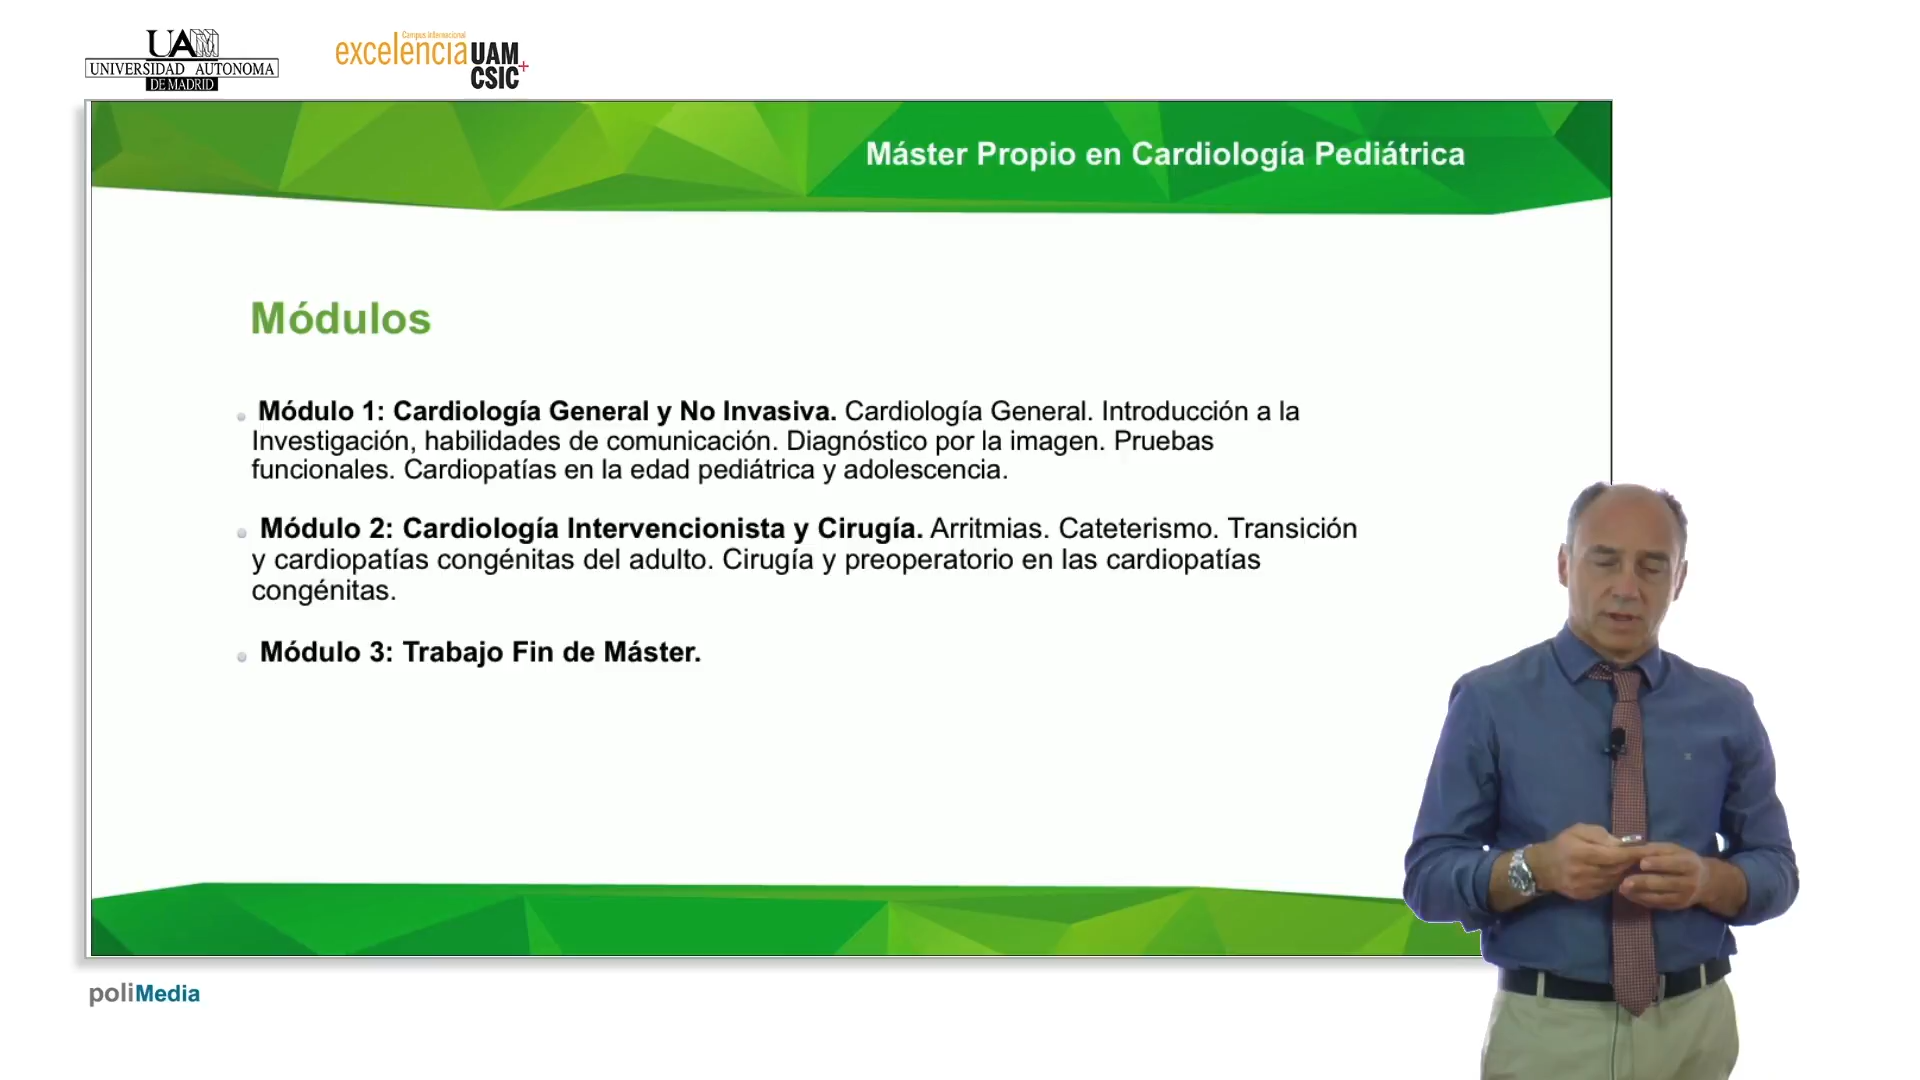 UAM
UNIVERSIDAD AUTONOMA
DE MADRID
Campus internacional
excelencia UAM
CSIC+
Máster Propio en Cardiología Pediátrica
Módulos
Módulo 1: Cardiología General y No Invasiva. Cardiología General. Introducción a la
Investigación, habilidades de comunicación. Diagnóstico por la imagen. Pruebas
funcionales. Cardiopatías en la edad pediátrica y adolescencia.
Módulo 2: Cardiología Intervencionista y Cirugía. Arritmias. Cateterismo. Transición
y cardiopatías congénitas del adulto. Cirugía y preoperatorio en las cardiopatías
congénitas.
Módulo 3: Trabajo Fin de Máster.
poliMedia